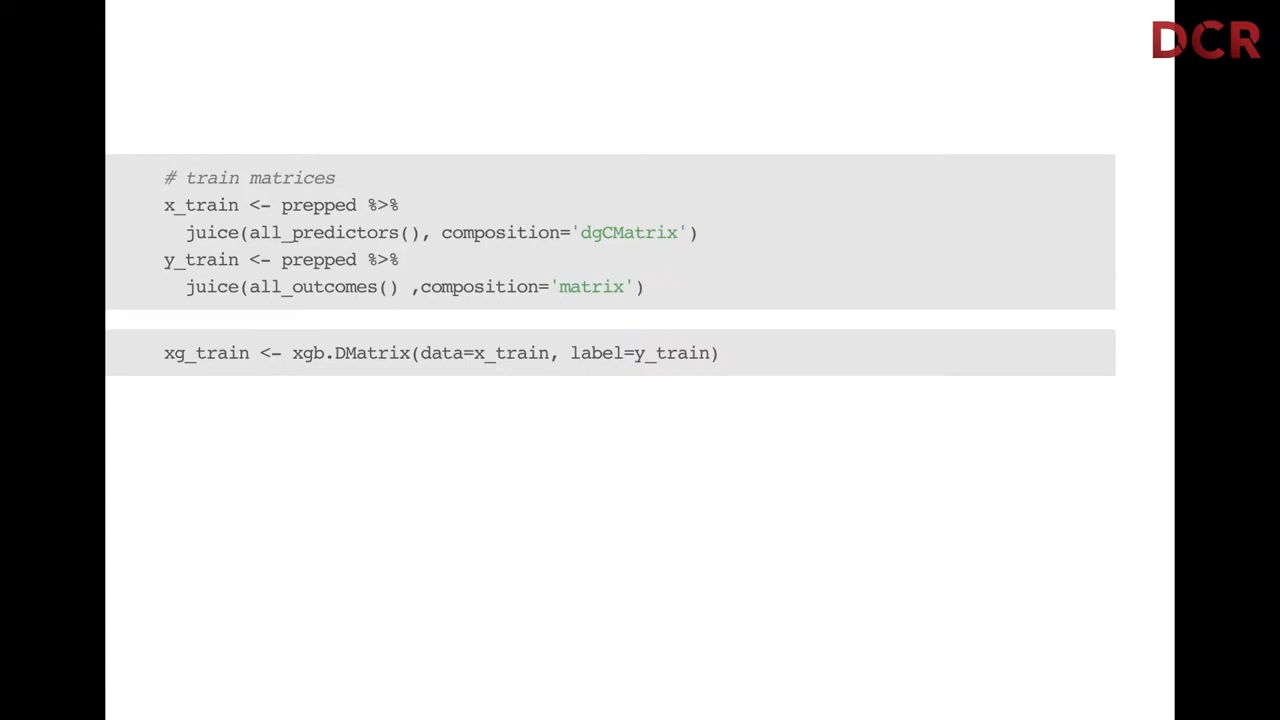 DCR
# train matrices
x_train <- prepped %>%
  juice(all_predictors(), composition='dgCMatrix')
y_train <- prepped %>%
  juice(all_outcomes() ,composition='matrix')
xg_train <- xgb.DMatrix(data=x_train, label=y_train)